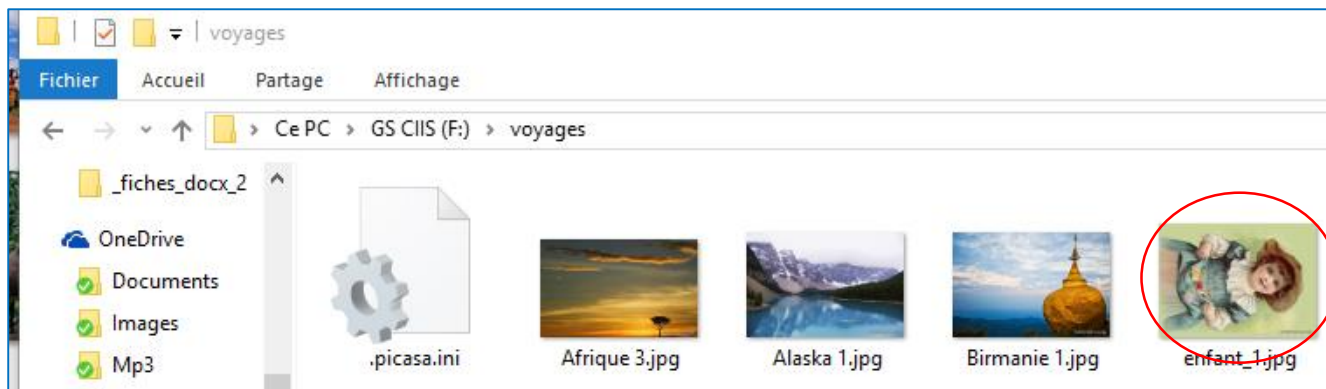 voyages
Fichier Accueil Partage Affichage
Ce PC > GS CIIS (F:) > voyages
_fiches_docx_2
OneDrive
Documents
Images
Mp3
.picasa.ini Afrique 3.jpg Alaska 1.jpg Birmanie 1.jpg enfant_1.jpg